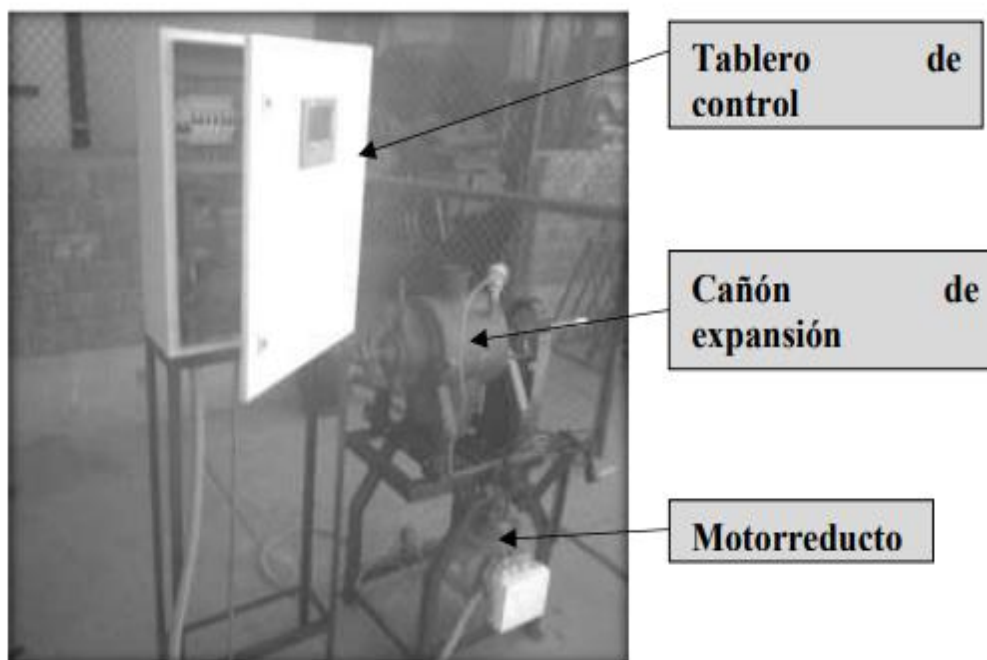 Tablero de
control
Cañón de
expansión
Motorreducto